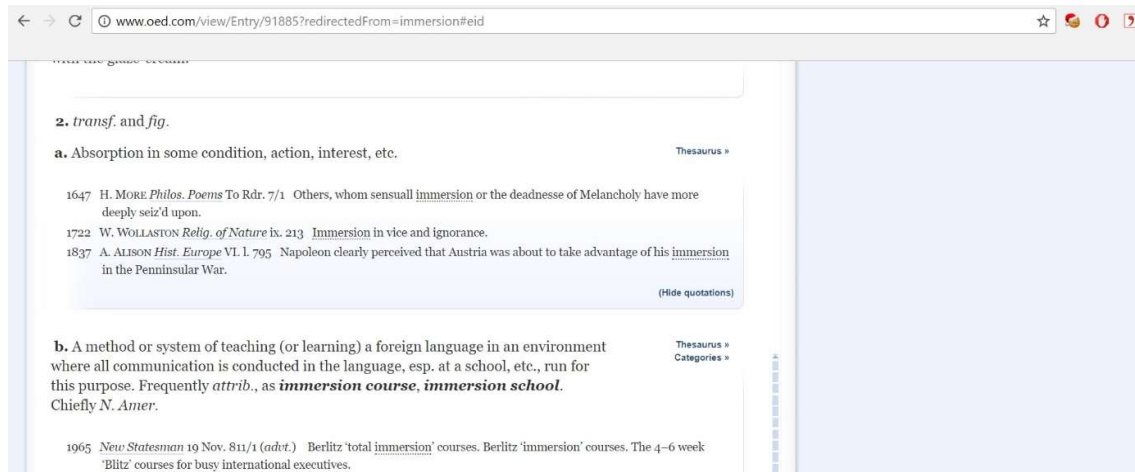 www.oed.com/view/Entry/91885?redirectedFrom=immersion#eid
with the glaze cream.
2. transf. and fig.
a. Absorption in some condition, action, interest, etc.
Thesaurus »
1647 H. MORE Philos. Poems To Rdr. 7/1 Others, whom sensuall immersion or the deadnesse of Melancholy have more
deeply seiz'd upon.
1722 W. WOLLASTON Relig. of Nature ix. 213 Immersion in vice and ignorance.
1837 A. ALISON Hist. Europe VI. l. 795 Napoleon clearly perceived that Austria was about to take advantage of his immersion
in the Penninsular War.
(Hide quotations)
b. A method or system of teaching (or learning) a foreign language in an environment
Thesaurus »
where all communication is conducted in the language, esp. at a school, etc., run for
Categories »
this purpose. Frequently attrib., as immersion course, immersion school.
Chiefly N. Amer.
1965 New Statesman 19 Nov. 811/1 (advt.) Berlitz ‘total immersion’ courses. Berlitz ‘immersion’ courses. The 4–6 week
‘Blitz’ courses for busy international executives.